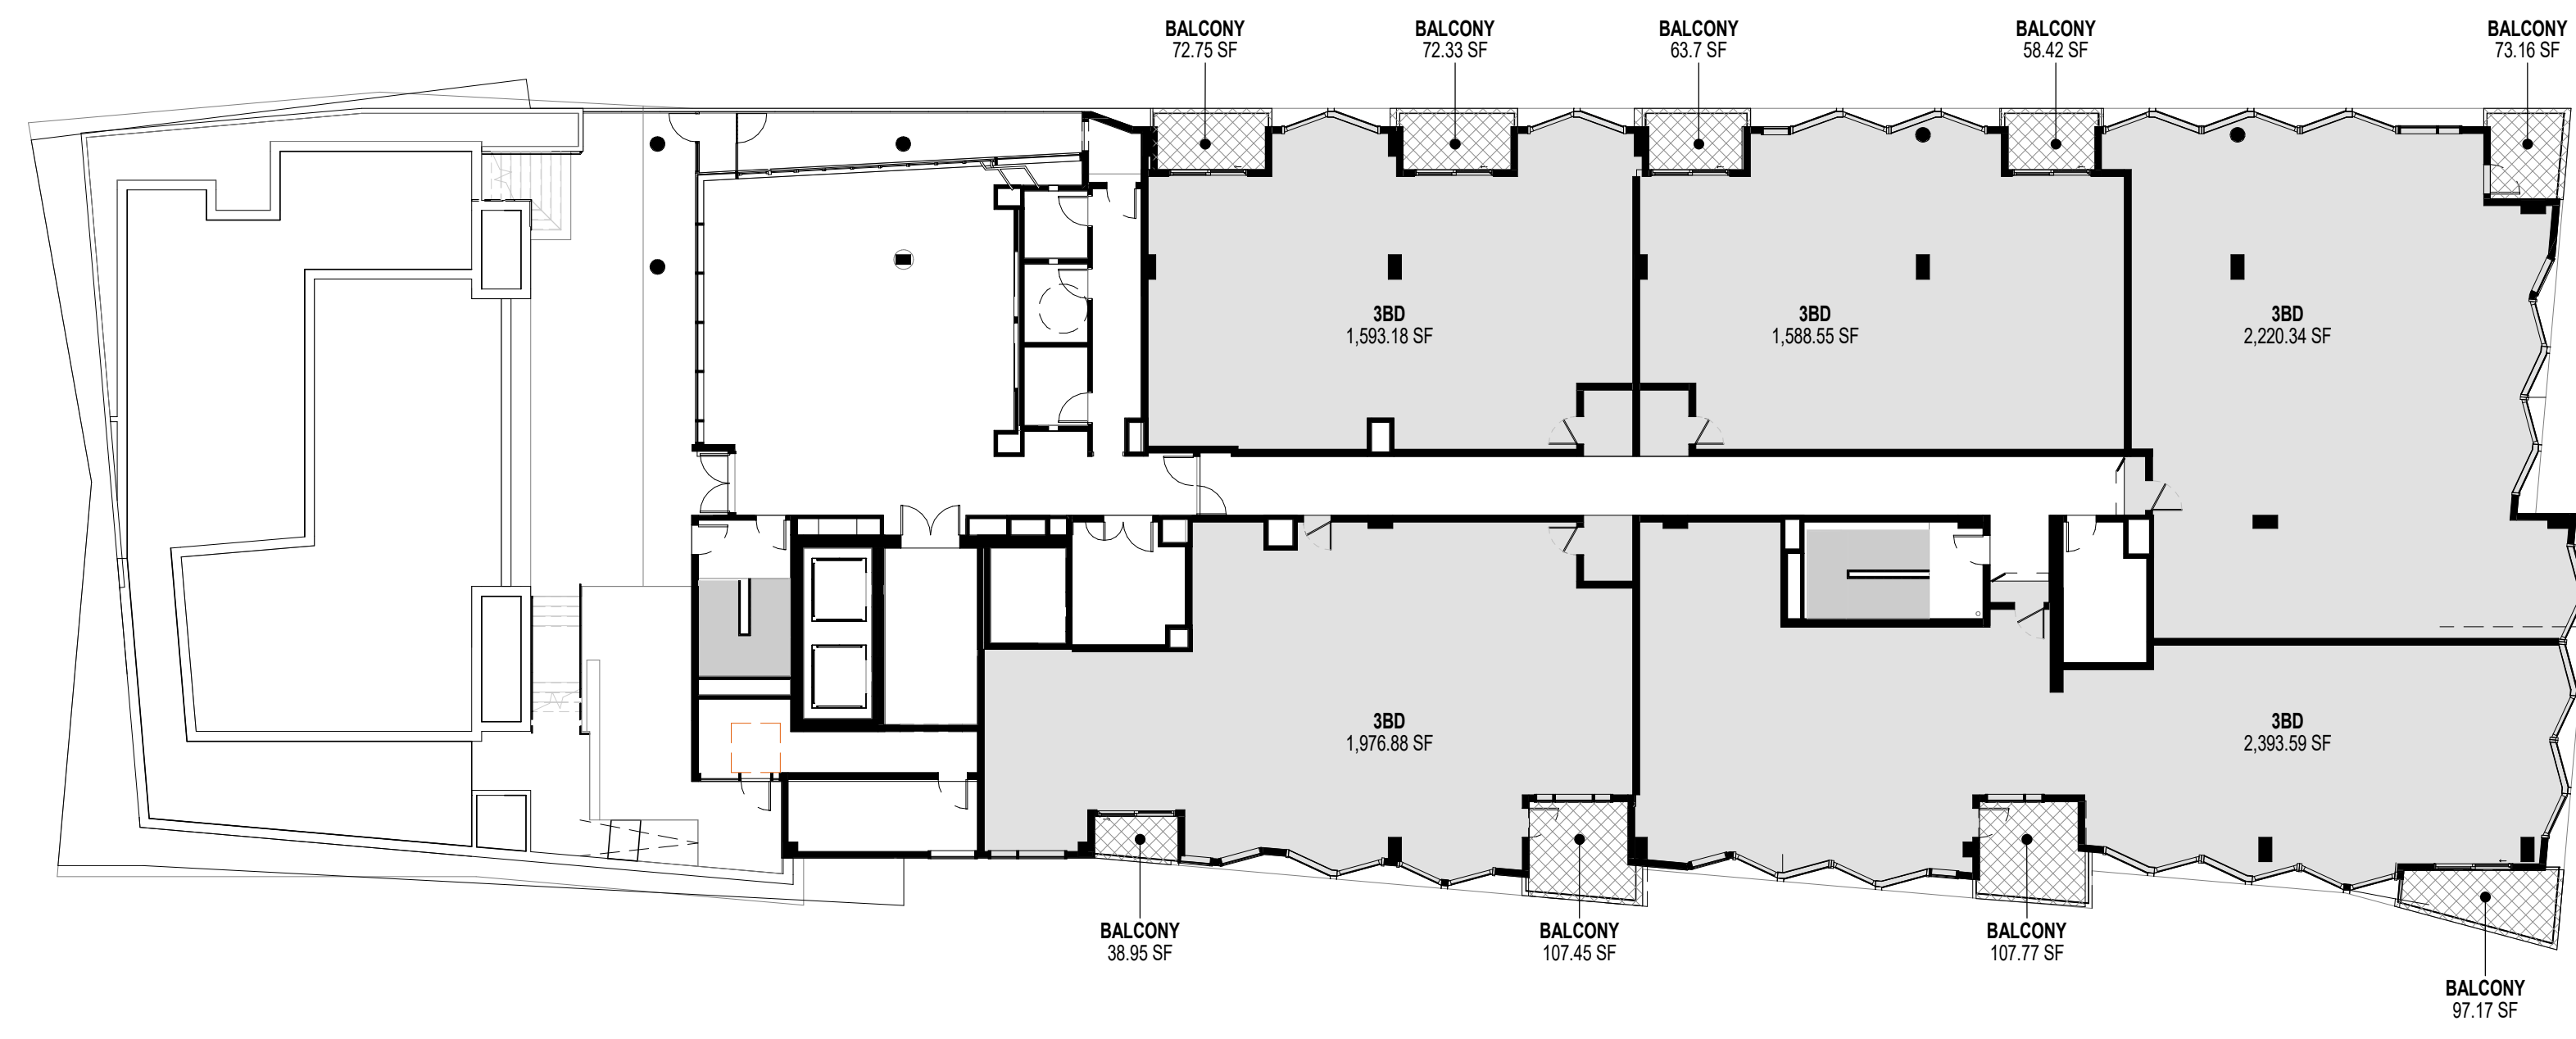 BALCONY
72.75 SF
BALCONY
72.33 SF
BALCONY
63.7 SF
BALCONY
58.42 SF
BALCONY
73.16 SF
3BD
1,593.18 SF
3BD
1,588.55 SF
3BD
2,220.34 SF
3BD
1,976.88 SF
3BD
2,393.59 SF
BALCONY
38.95 SF
BALCONY
107.45 SF
BALCONY
107.77 SF
BALCONY
97.17 SF